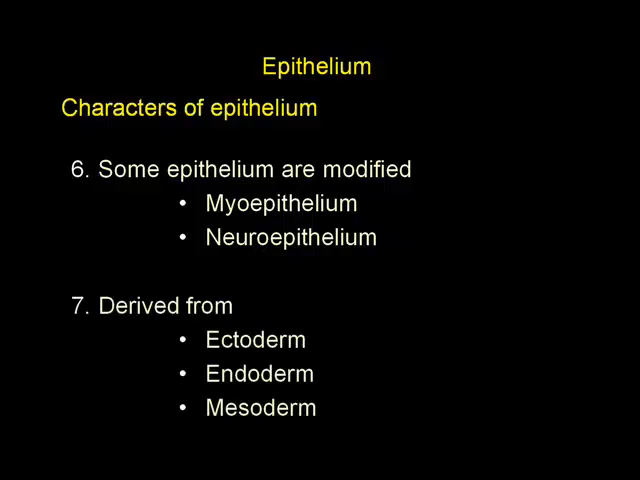 Epithelium
Characters of epithelium
6. Some epithelium are modified
• Myoepithelium
• Neuroepithelium
7. Derived from
• Ectoderm
• Endoderm
• Mesoderm